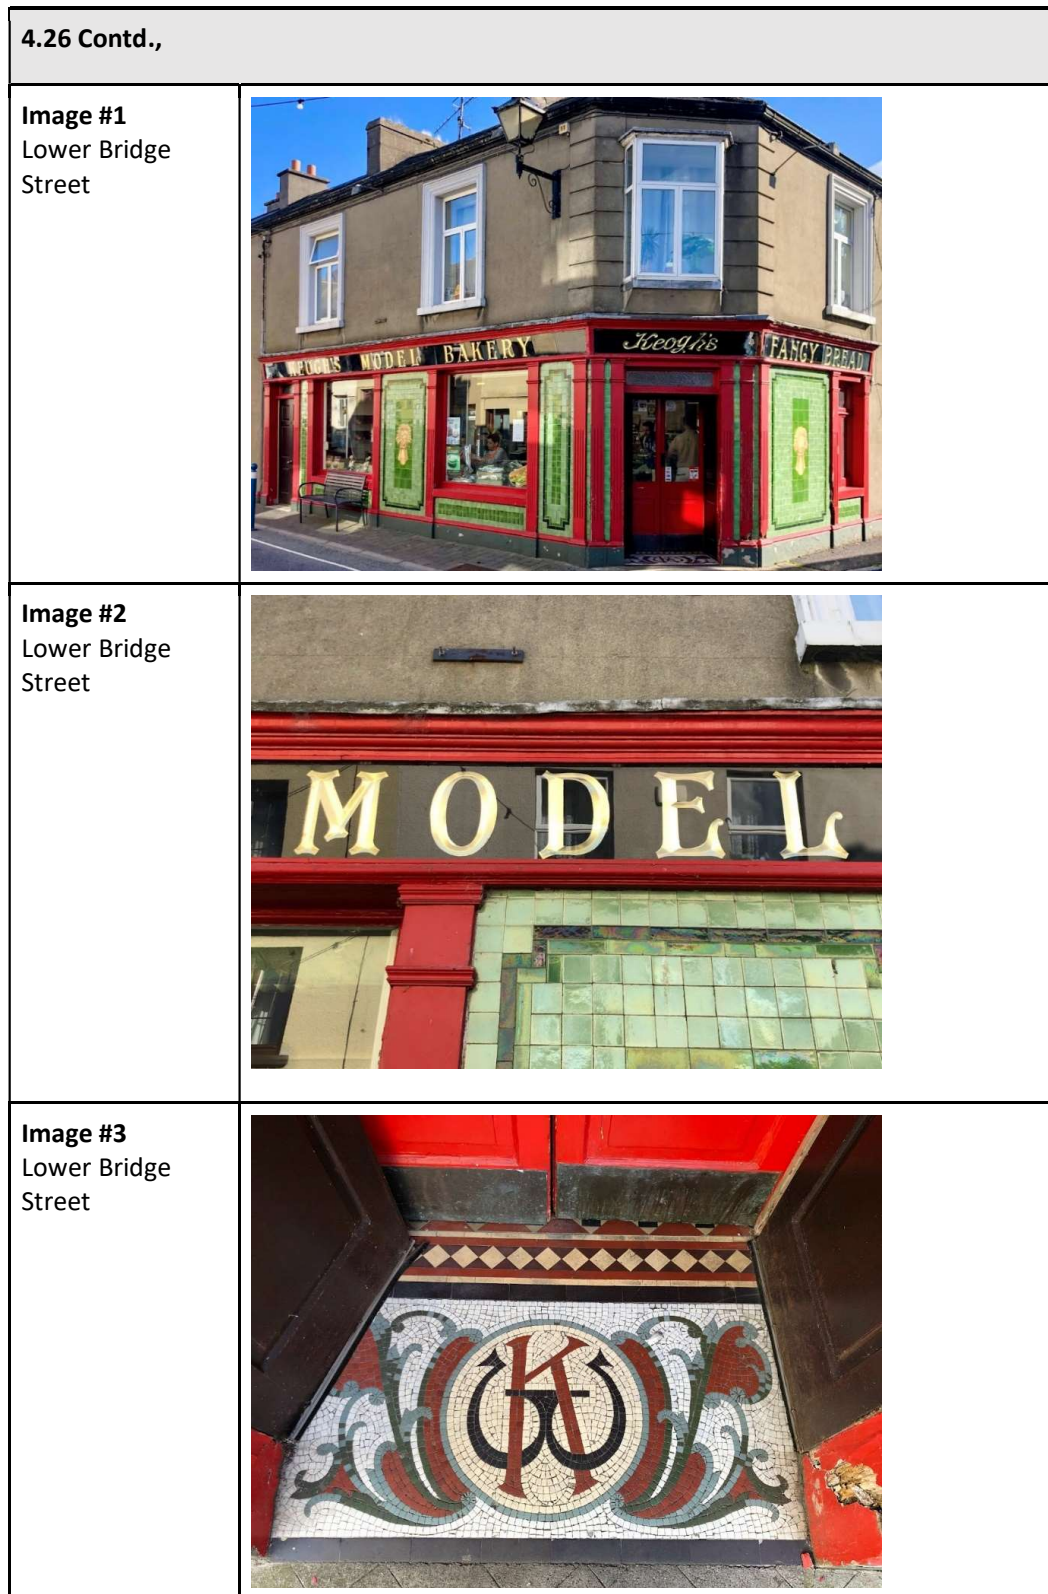 4.26 Contd.,
Image #1
Lower Bridge
Street
KEOGH'S MODEL BAKERY
Keogh's
FANCY BREAD
Image #2
Lower Bridge
Street
MODEL
Image #3
Lower Bridge
Street
K